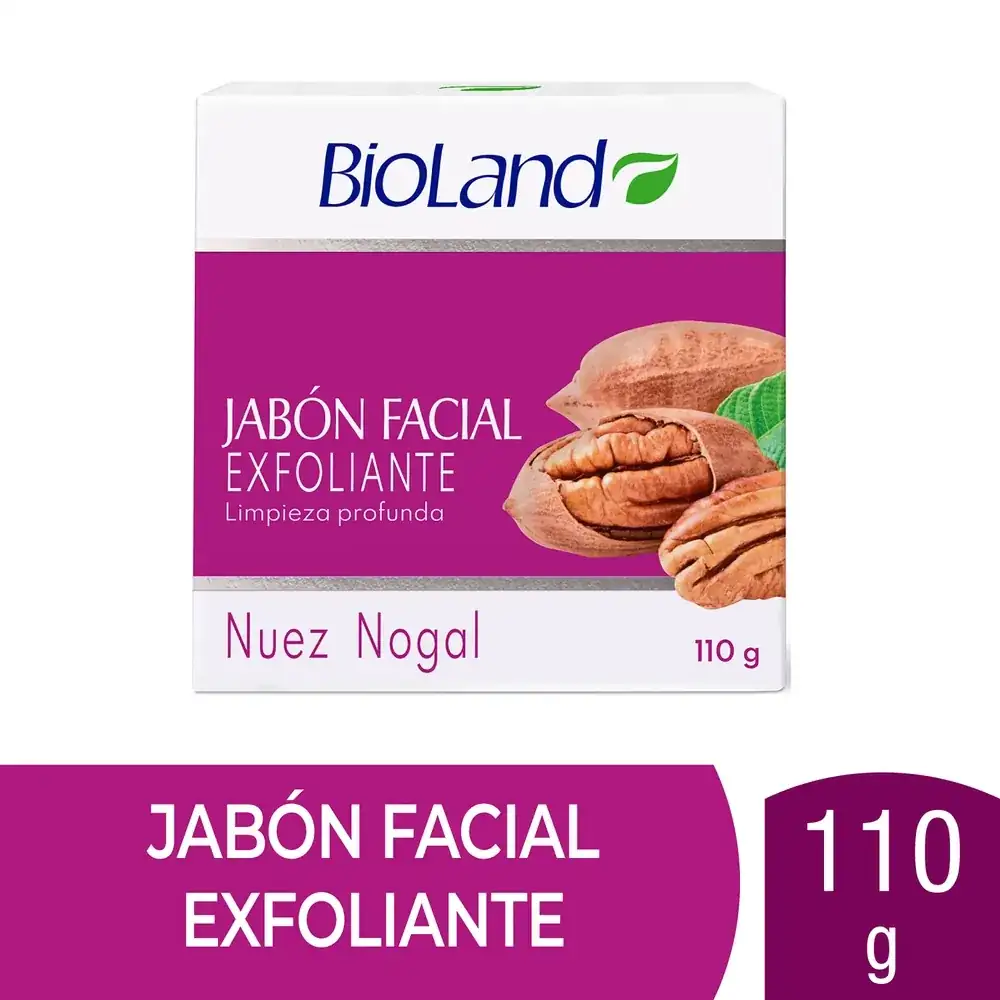 BioLand
JABÓN FACIAL
EXFOLIANTE
Limpieza profunda
Nuez Nogal
110 g
JABÓN FACIAL
EXFOLIANTE
110
g